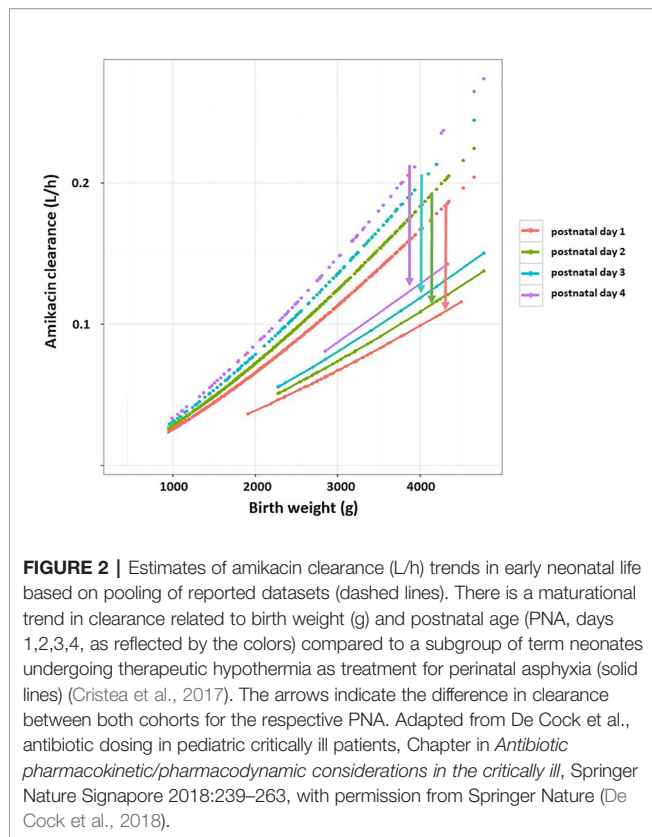 Amikacin clearance (L/h)
0.2
0.1
1000 2000 3000 4000
Birth weight (g)
postnatal day 1
postnatal day 2
postnatal day 3
postnatal day 4
FIGURE 2 | Estimates of amikacin clearance (L/h) trends in early neonatal life
based on pooling of reported datasets (dashed lines). There is a maturational
trend in clearance related to birth weight (g) and postnatal age (PNA, days
1,2,3,4, as reflected by the colors) compared to a subgroup of term neonates
undergoing therapeutic hypothermia as treatment for perinatal asphyxia (solid
lines) (Cristea et al., 2017). The arrows indicate the difference in clearance
between both cohorts for the respective PNA. Adapted from De Cock et al.,
antibiotic dosing in pediatric critically ill patients, Chapter in Antibiotic
pharmacokinetic/pharmacodynamic considerations in the critically ill, Springer
Nature Signapore 2018:239–263, with permission from Springer Nature (De
Cock et al., 2018).